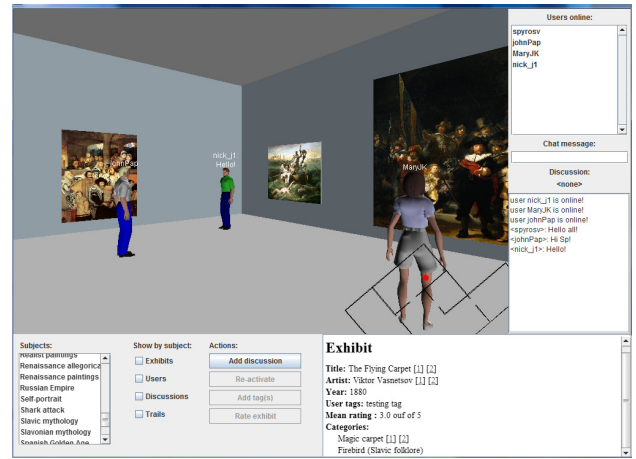 johnPap
nick_j1:
Hello!
MaryJK
Users online:
spyrosv
johnPap
MaryJK
nick_j1
Chat message:
Discussion:
<none>
user nick_j1 is online!
user MaryJK is online!
user johnPap is online!
<spyrosv>: Hello all!
<johnPap>: Hi Sp!
<nick_j1>: Hello!
Subjects:
Realist paintings
Renaissance allegorica
Renaissance paintings
Russian Empire
Self-portrait
Shark attack
Slavic mythology
Slavonian mythology
Spanish Golden Age
Show by subject:
Exhibits
Users
Discussions
Trails
Actions:
Add discussion
Re-activate
Add tag(s)
Rate exhibit
Exhibit
Title: The Flying Carpet [1] [2]
Artist: Viktor Vasnetsov [1] [2]
Year: 1880
User tags: testing tag
Mean rating : 3.0 ouf of 5
Categories:
Magic carpet [1] [2]
Firebird (Slavic folklore)